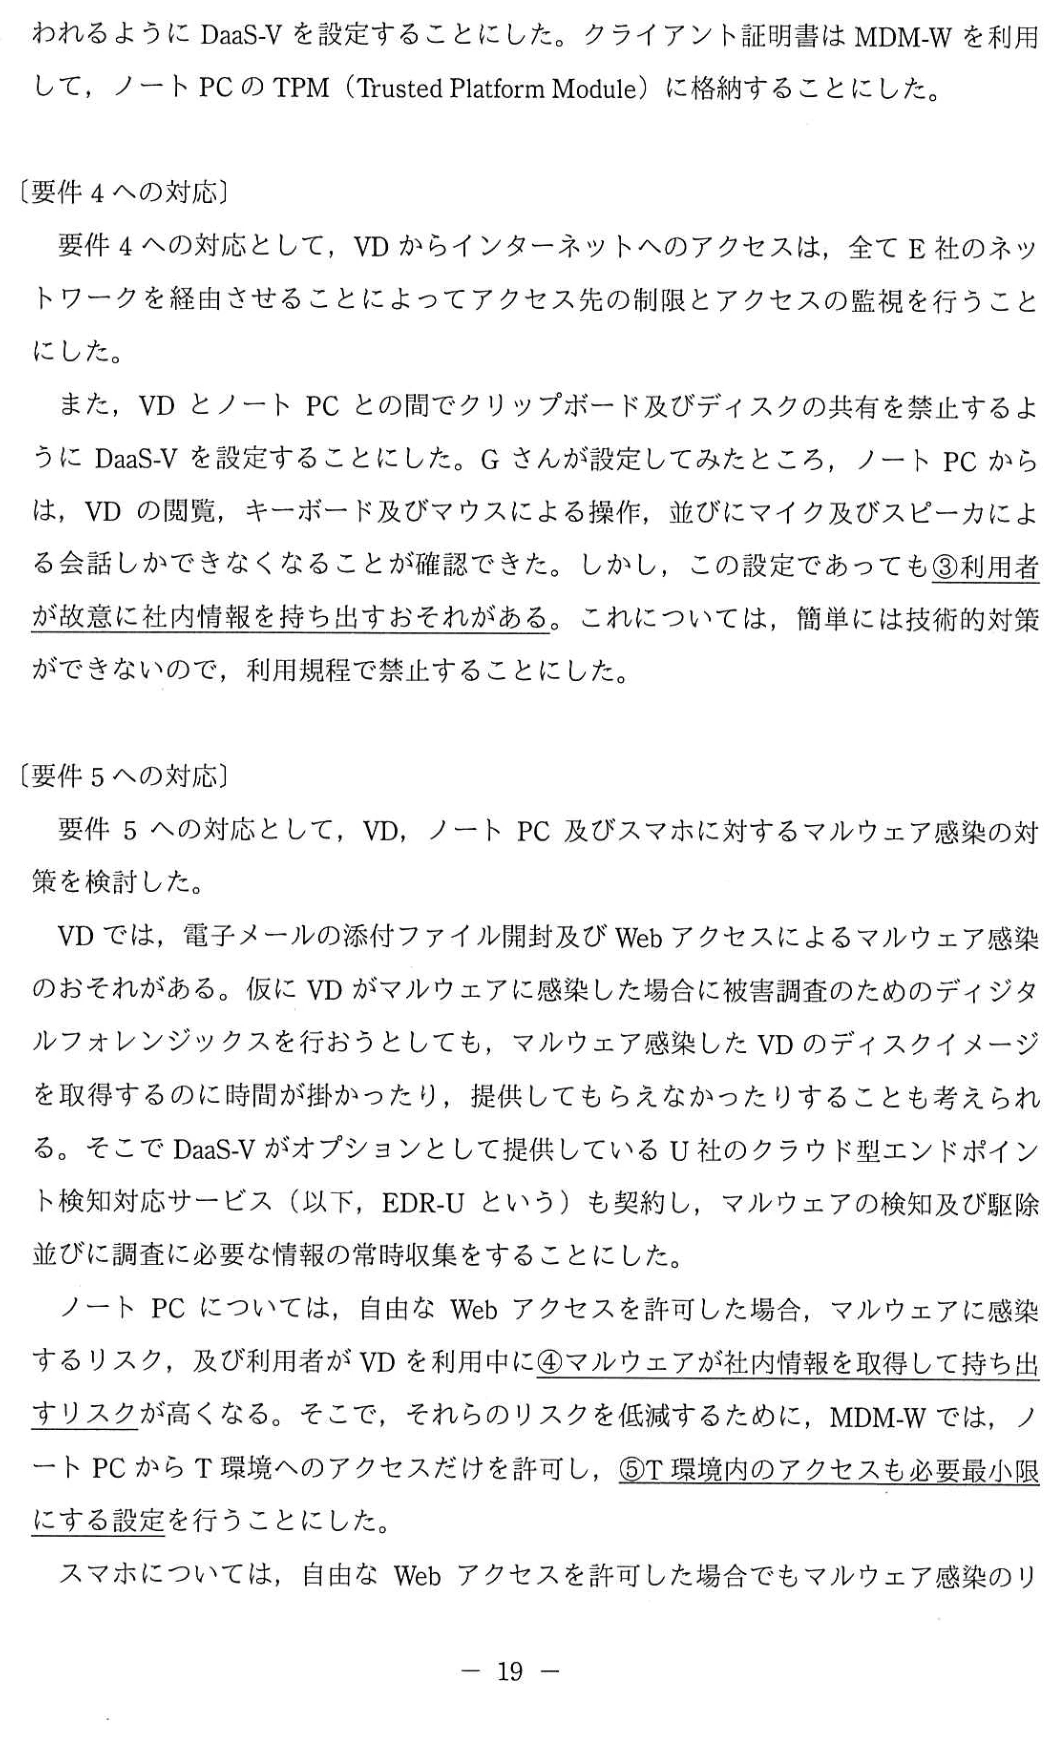 われるように DaaS-V を設定することにした。クライアント証明書は MDM-W を利用
して，ノート PC の TPM（Trusted Platform Module）に格納することにした。
〔要件 4 への対応〕
要件 4 への対応として，VD からインターネットへのアクセスは，全て E 社のネッ
トワークを経由させることによってアクセス先の制限とアクセスの監視を行うこと
にした。
また，VD とノート PC との間でクリップボード及びディスクの共有を禁止するよ
うに DaaS-V を設定することにした。G さんが設定してみたところ，ノート PC から
は，VD の閲覧，キーボード及びマウスによる操作，並びにマイク及びスピーカによ
る会話しかできなくなることが確認できた。しかし，この設定であっても③利用者
が故意に社内情報を持ち出すおそれがある。これについては，簡単には技術的対策
ができないので，利用規程で禁止することにした。
〔要件 5 への対応〕
要件 5 への対応として，VD，ノート PC 及びスマホに対するマルウェア感染の対
策を検討した。
VD では，電子メールの添付ファイル開封及び Web アクセスによるマルウェア感染
のおそれがある。仮に VD がマルウェアに感染した場合に被害調査のためのディジタ
ルフォレンジックスを行おうとしても，マルウェア感染した VD のディスクイメージ
を取得するのに時間が掛かったり，提供してもらえなかったりすることも考えられ
る。そこで DaaS-V がオプションとして提供している U 社のクラウド型エンドポイン
ト検知対応サービス（以下，EDR-U という）も契約し，マルウェアの検知及び駆除
並びに調査に必要な情報の常時収集をすることにした。
ノート PC については，自由な Web アクセスを許可した場合，マルウェアに感染
するリスク，及び利用者が VD を利用中に④マルウェアが社内情報を取得して持ち出
すリスクが高くなる。そこで，それらのリスクを低減するために，MDM-W では，ノ
ート PC から T 環境へのアクセスだけを許可し，⑤T 環境内のアクセスも必要最小限
にする設定を行うことにした。
スマホについては，自由な Web アクセスを許可した場合でもマルウェア感染のリ
－ 19 －